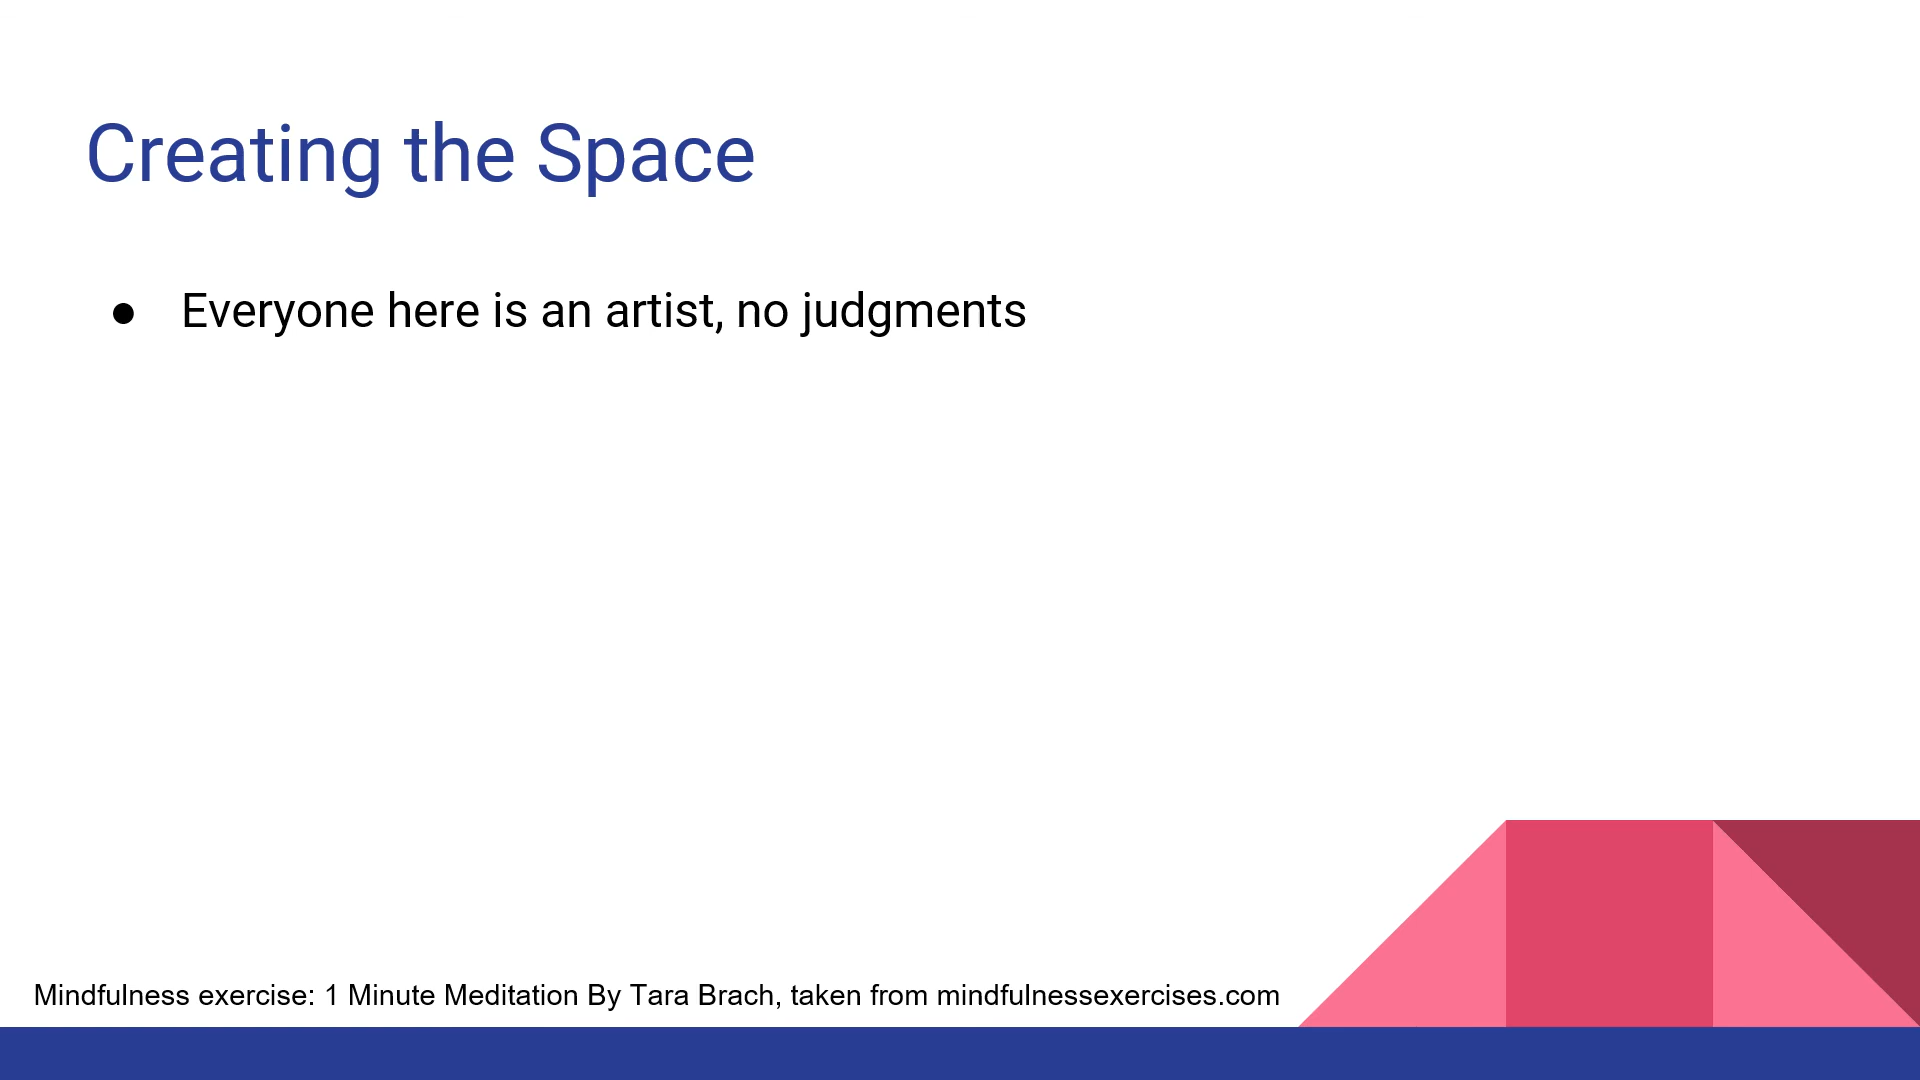 Creating the Space
● Everyone here is an artist, no judgments
Mindfulness exercise: 1 Minute Meditation By Tara Brach, taken from mindfulnessexercises.com